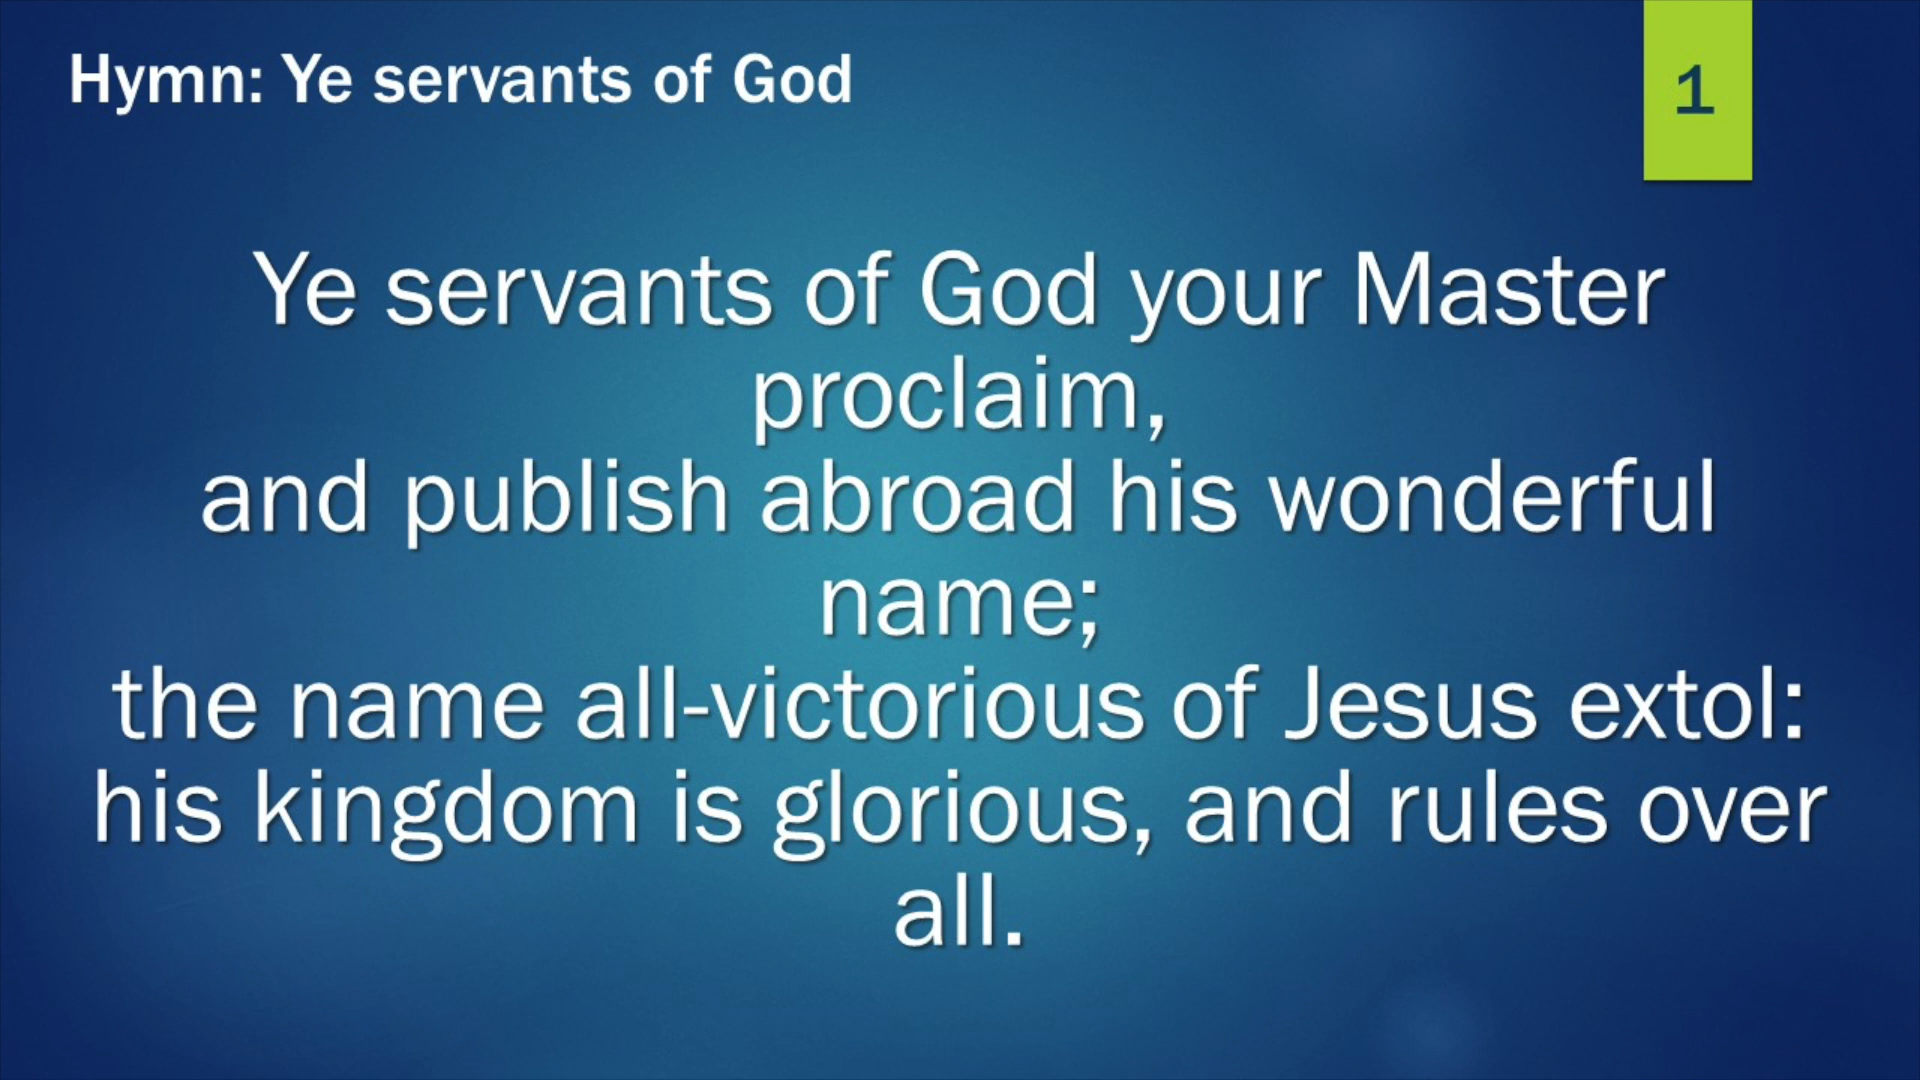 Hymn: Ye servants of God
1
Ye servants of God your Master
proclaim,
and publish abroad his wonderful
name;
the name all-victorious of Jesus extol:
his kingdom is glorious, and rules over
all.